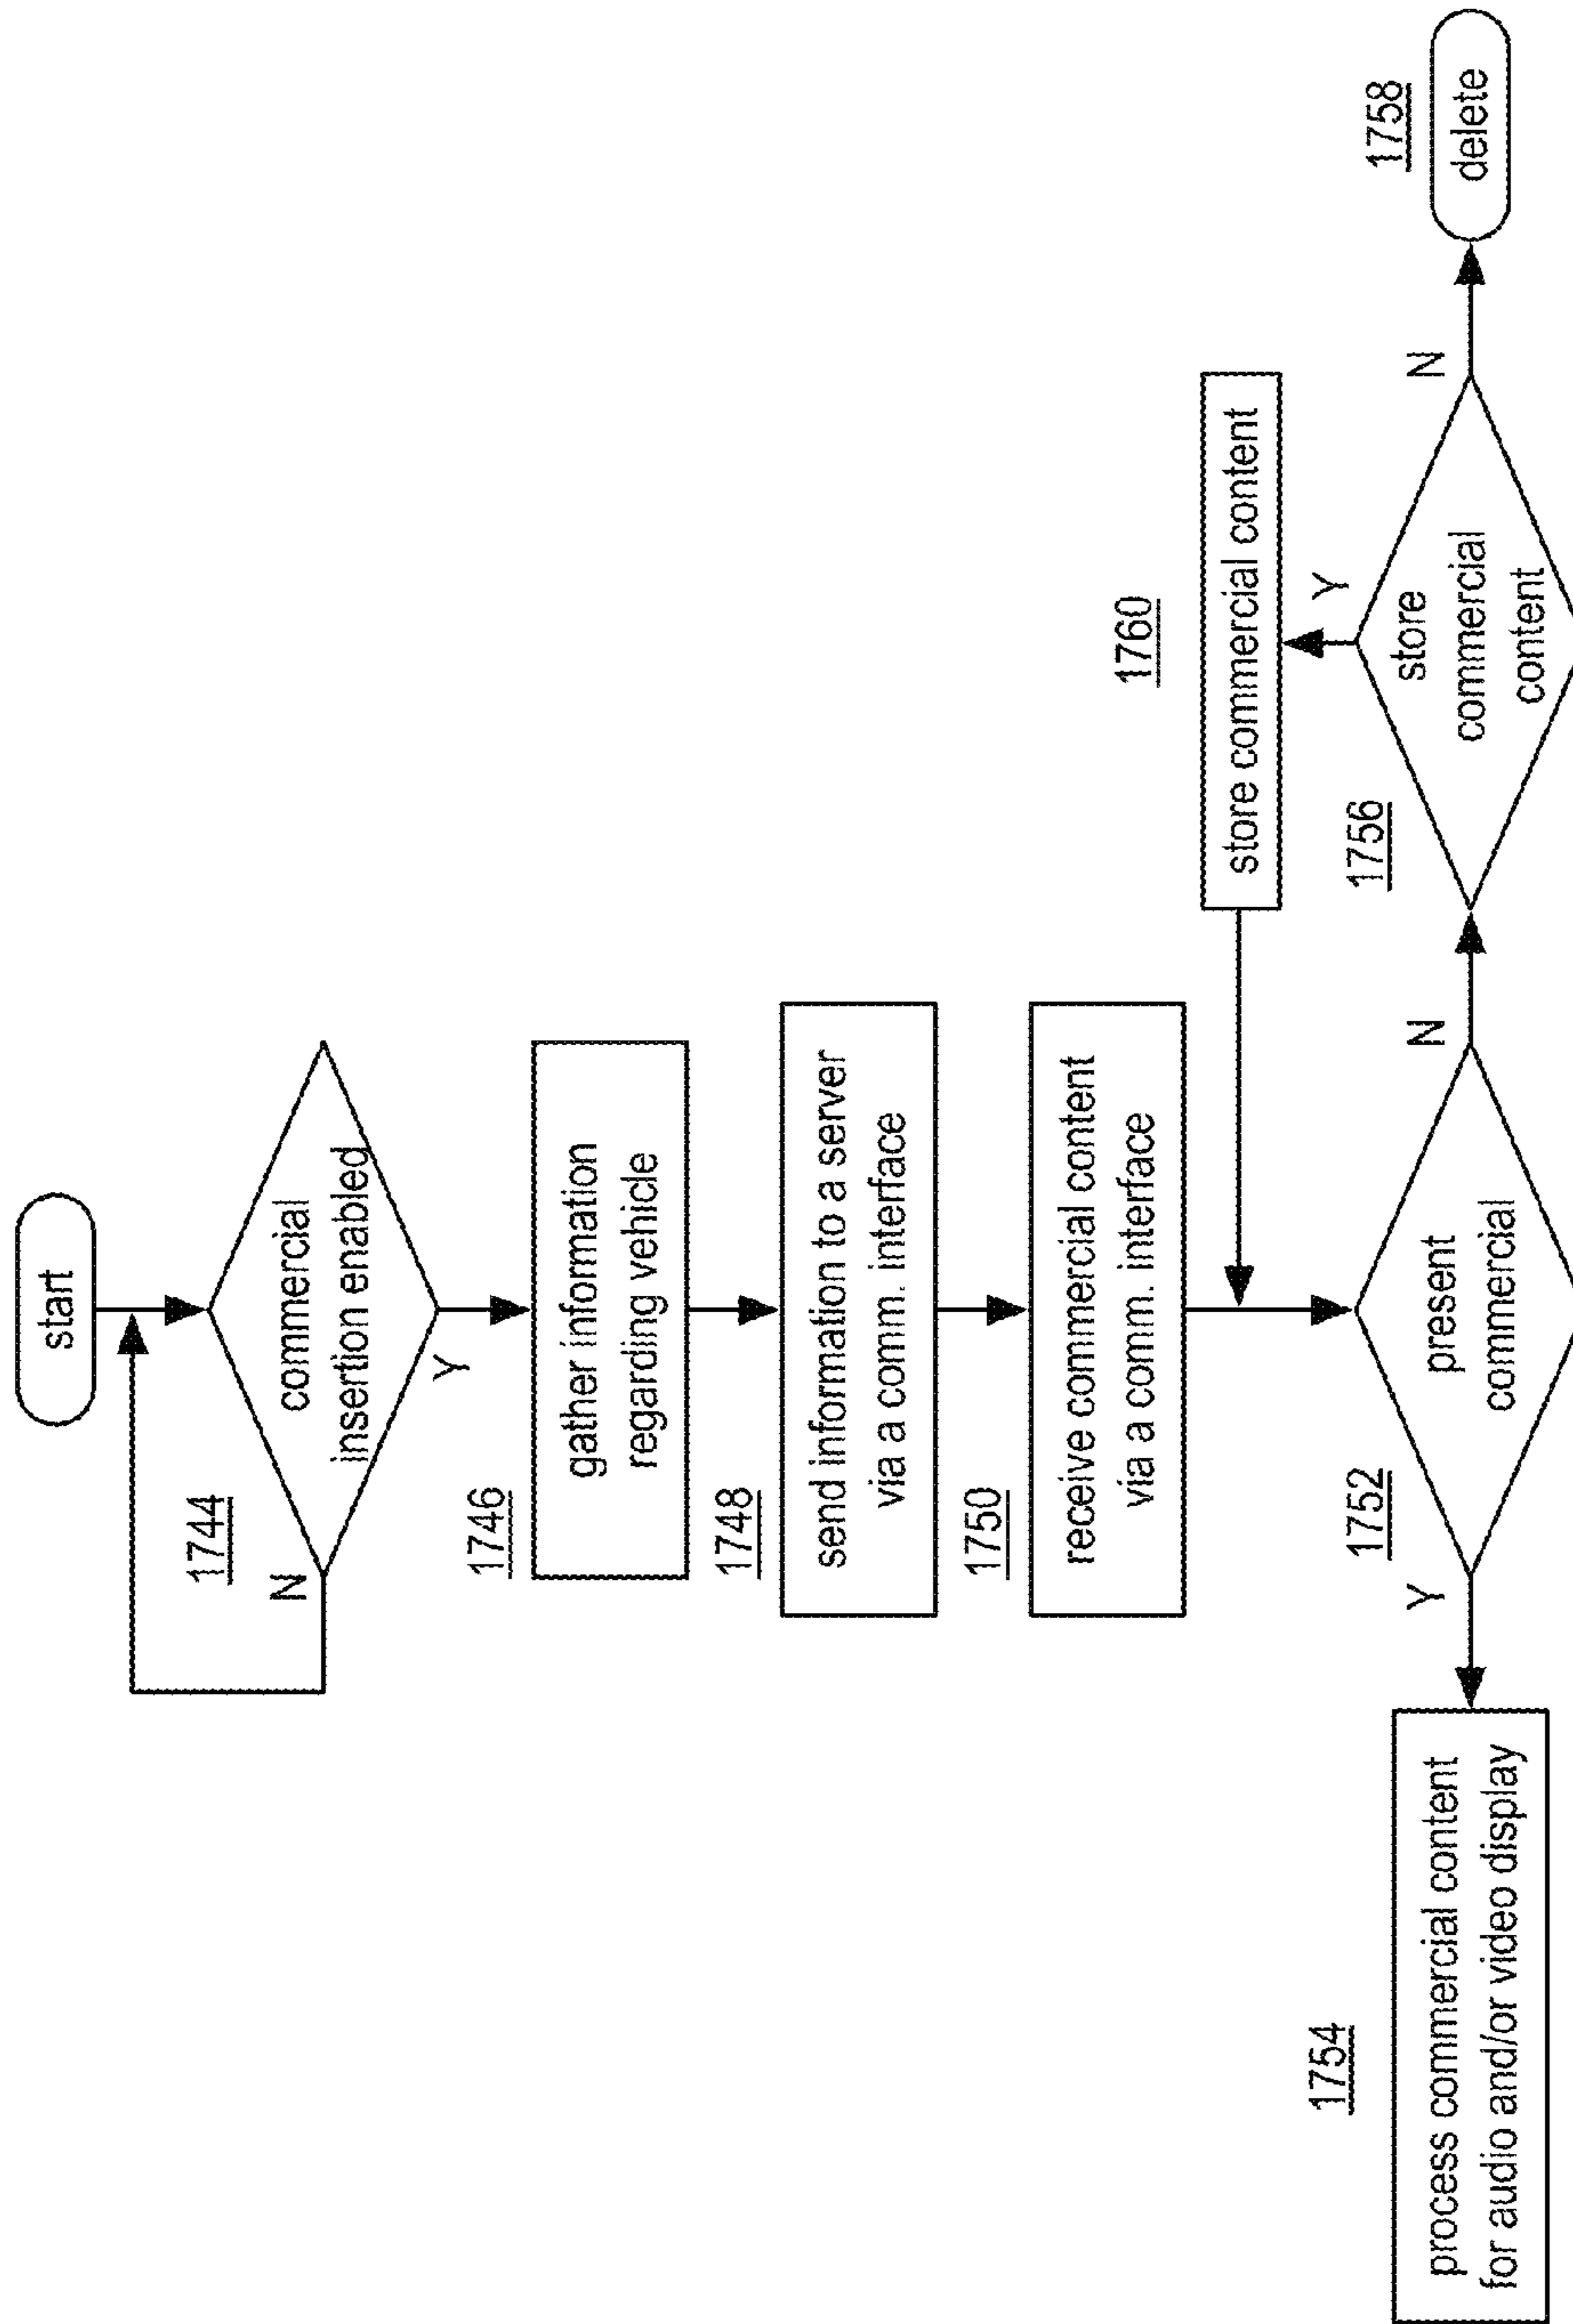 start
1744
commercial
insertion enabled
N
Y
1746
gather information
regarding vehicle
1748
send information to a server
via a comm. interface
1750
receive commercial content
via a comm. interface
1760
store commercial content
1752
present
commercial
Y
N
1754
process commercial content
for audio and/or video display
1756
store
commercial
content
Y
N
1758
delete